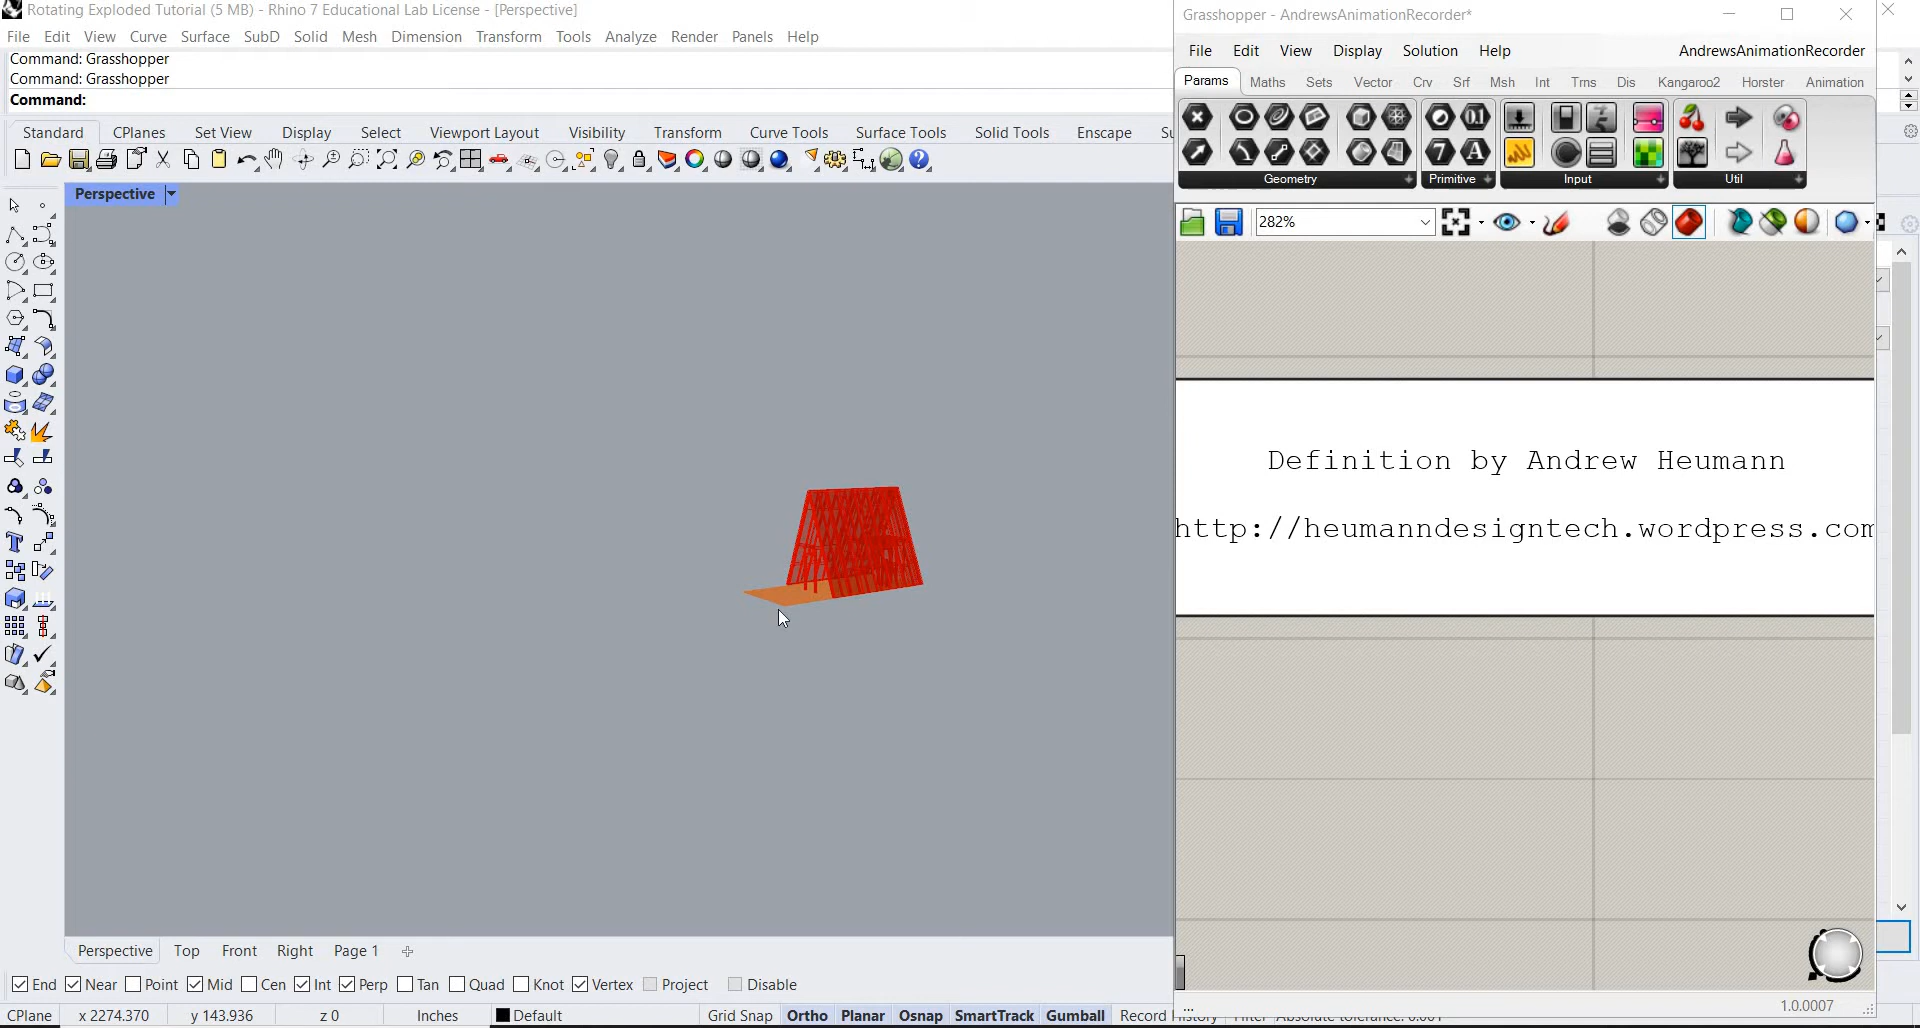 Rotating Exploded Tutorial (5 MB) - Rhino 7 Educational Lab License - [Perspective]
File Edit View Curve Surface SubD Solid Mesh Dimension Transform Tools Analyze Render Panels Help
Command: Grasshopper
Command: Grasshopper
Command:
Standard CPlanes Set View Display Select Viewport Layout Visibility Transform Curve Tools Surface Tools Solid Tools Enscape
Perspective
Perspective Top Front Right Page 1
End Near Point Mid Cen Int Perp Tan Quad Knot Vertex Project Disable
CPlane x 2274.370 y 143.936 z 0 Inches Default Grid Snap Ortho Planar Osnap SmartTrack Gumball Record
Grasshopper - AndrewsAnimationRecorder*
File Edit View Display Solution Help AndrewsAnimationRecorder
Params Maths Sets Vector Crv Srf Msh Int Trns Dis Kangaroo2 Horster Animation
Geometry Primitive Input Util
282%
Definition by Andrew Heumann
http://heumanndesigntech.wordpress.com
...
1.0.0007